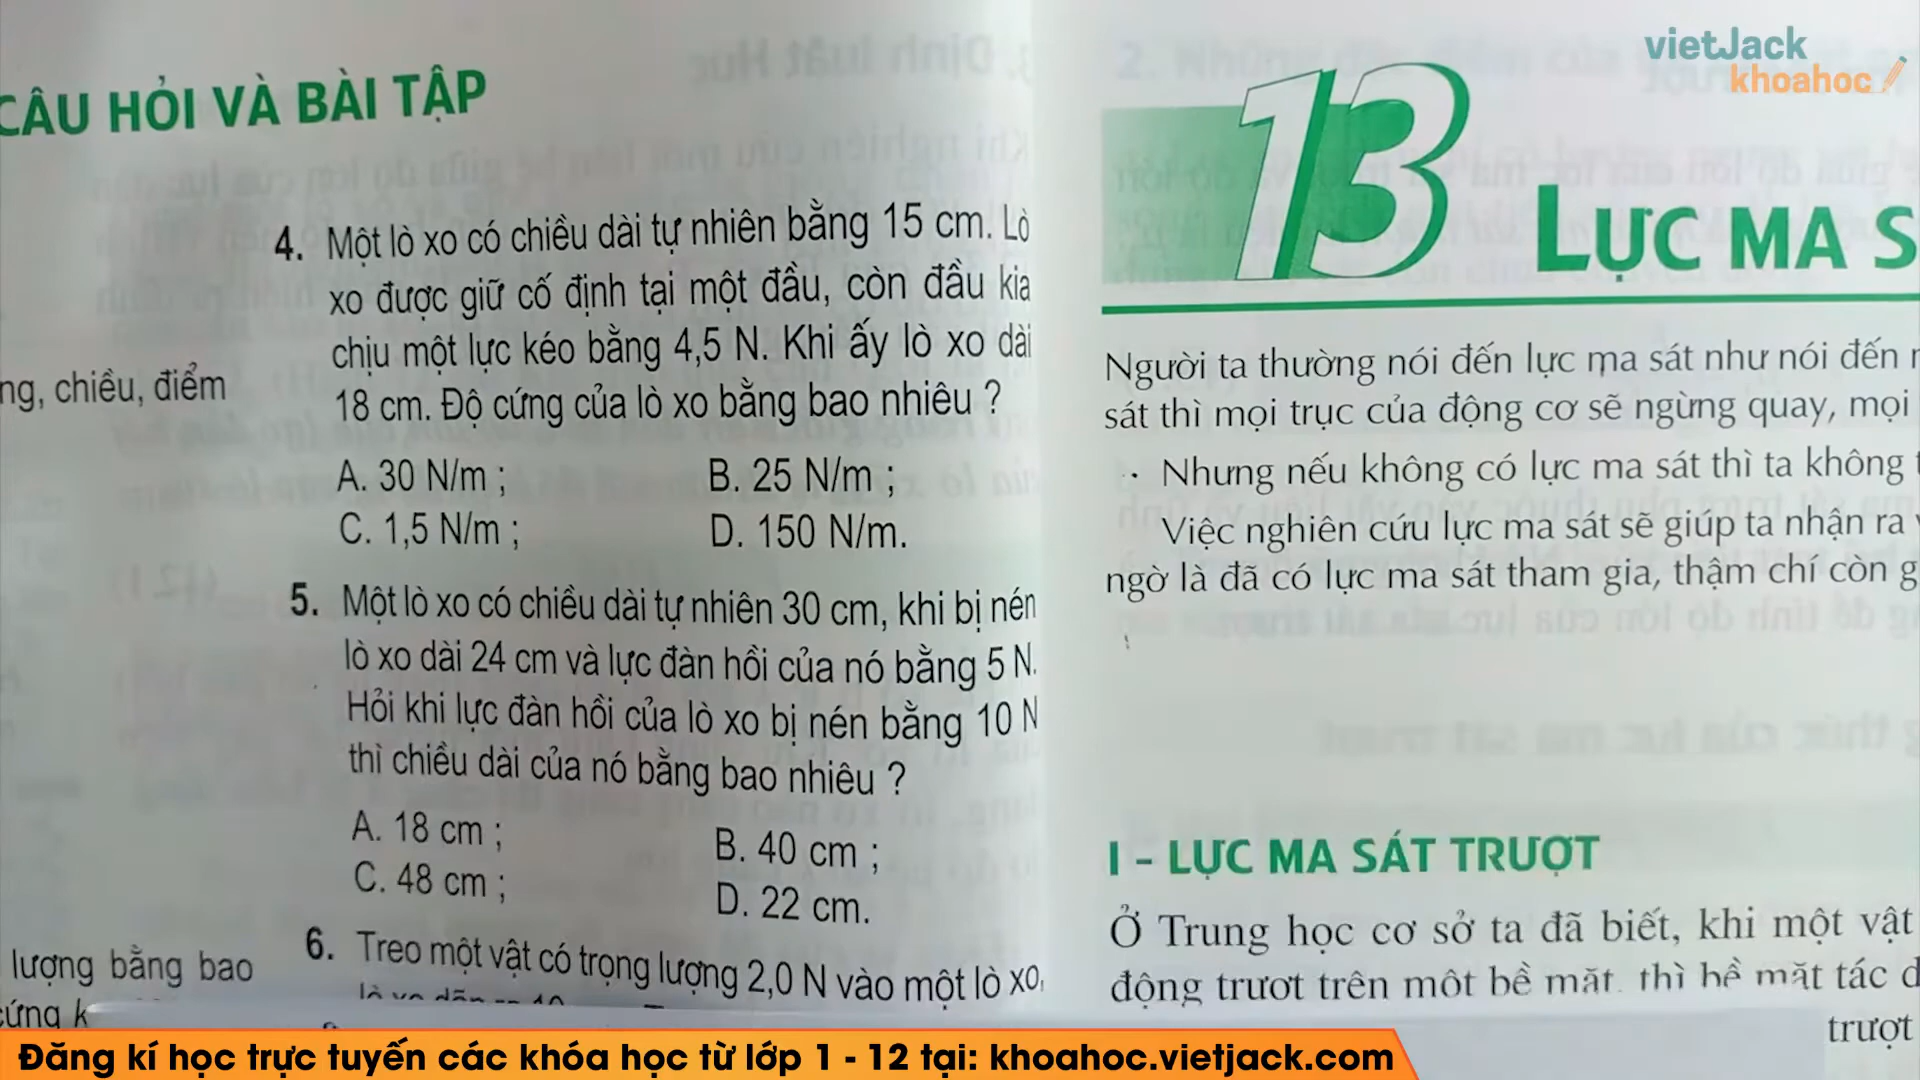 vietJack
khoahoc
CÂU HỎI VÀ BÀI TẬP
ng, chiều, điểm
lượng bằng bao
cứng k
4. Một lò xo có chiều dài tự nhiên bằng 15 cm. Lò
xo được giữ cố định tại một đầu, còn đầu kia
chịu một lực kéo bằng 4,5 N. Khi ấy lò xo dài
18 cm. Độ cứng của lò xo bằng bao nhiêu ?
A. 30 N/m ; B. 25 N/m ;
C. 1,5 N/m ; D. 150 N/m.
5. Một lò xo có chiều dài tự nhiên 30 cm, khi bị nén
lò xo dài 24 cm và lực đàn hồi của nó bằng 5 N.
Hỏi khi lực đàn hồi của lò xo bị nén bằng 10 N
thì chiều dài của nó bằng bao nhiêu ?
A. 18 cm ; B. 40 cm ;
C. 48 cm ; D. 22 cm.
6. Treo một vật có trọng lượng 2,0 N vào một lò xo,
13 LỰC MA S
Người ta thường nói đến lực ma sát như nói đến
sát thì mọi trục của động cơ sẽ ngừng quay, mọi
Nhưng nếu không có lực ma sát thì ta không
Việc nghiên cứu lực ma sát sẽ giúp ta nhận ra
ngờ là đã có lực ma sát tham gia, thậm chí còn g
I - LỰC MA SÁT TRƯỢT
Ở Trung học cơ sở ta đã biết, khi một vật
động trượt trên một bề mặt, thì bề mặt tác d
trượt
Đăng kí học trực tuyến các khóa học từ lớp 1 - 12 tại: khoahoc.vietjack.com